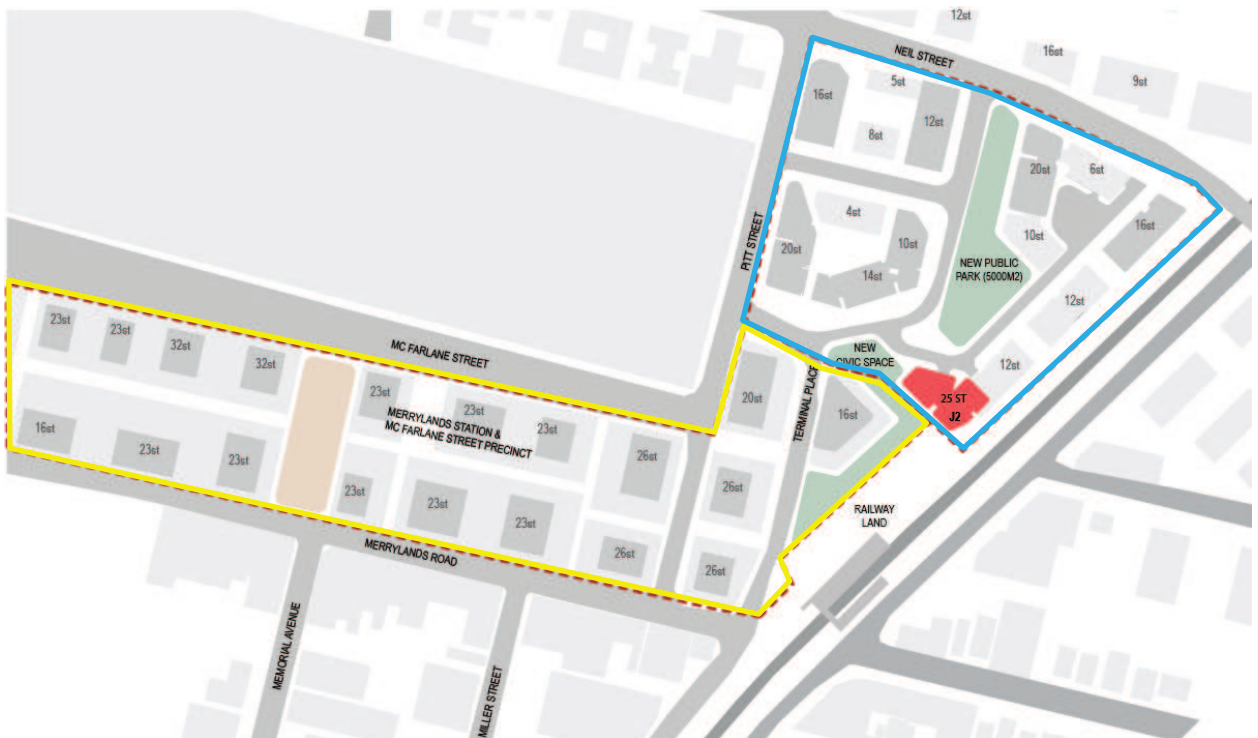 12st
NEIL STREET
16st
9st
5st
16st
12st
8st
20st
6st
4st
PITT STREET
10st
16st
20st
10st
14st
NEW PUBLIC
PARK (5000M2)
12st
23st
23st
32st
32st
MC FARLANE STREET
NEW
CIVIC SPACE
12st
23st
23st
23st
MERRYLANDS STATION &
MC FARLANE STREET PRECINCT
20st
TERMINAL PLACE
16st
25 ST
J2
16st
23st
23st
26st
23st
23st
23st
26st
RAILWAY
LAND
MERRYLANDS ROAD
26st
26st
MEMORIAL AVENUE
MILLER STREET